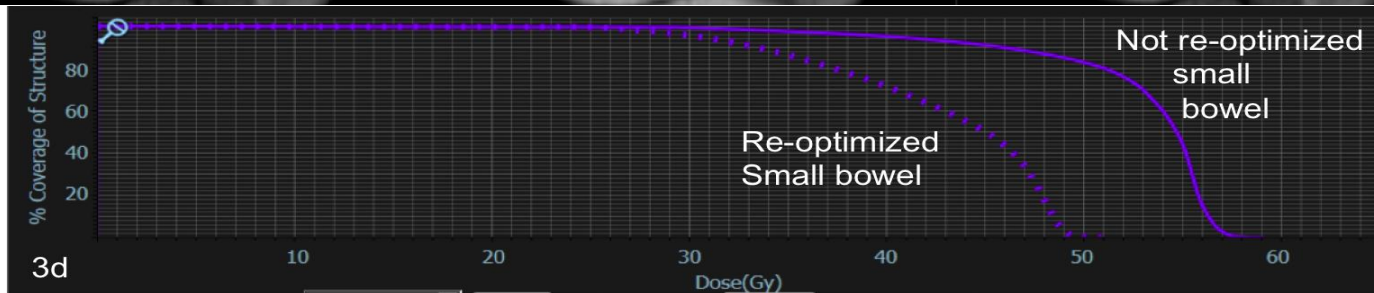 % Coverage of Structure
80
60
40
20
Not re-optimized
small
bowel
Re-optimized
Small bowel
3d
10
20
30
40
50
60
Dose(Gy)